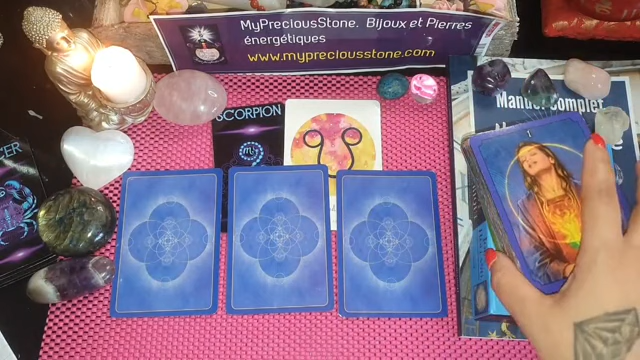 MyPreciousStone. Bijoux et Pierres
énergétiques
www.mypreciousstone.com
SCORPION
Manuel Complet
CER
I